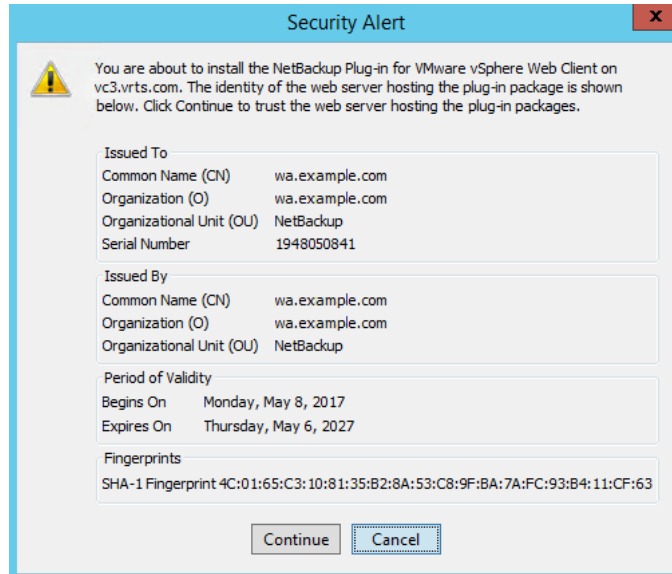 Security Alert
x
You are about to install the NetBackup Plug-in for VMware vSphere Web Client on
vc3.vrts.com. The identity of the web server hosting the plug-in package is shown
below. Click Continue to trust the web server hosting the plug-in packages.
Issued To
Common Name (CN) wa.example.com
Organization (O) wa.example.com
Organizational Unit (OU) NetBackup
Serial Number 1948050841
Issued By
Common Name (CN) wa.example.com
Organization (O) wa.example.com
Organizational Unit (OU) NetBackup
Period of Validity
Begins On Monday, May 8, 2017
Expires On Thursday, May 6, 2027
Fingerprints
SHA-1 Fingerprint 4C:01:65:C3:10:81:35:B2:8A:53:C8:9F:BA:7A:FC:93:B4:11:CF:63
Continue Cancel